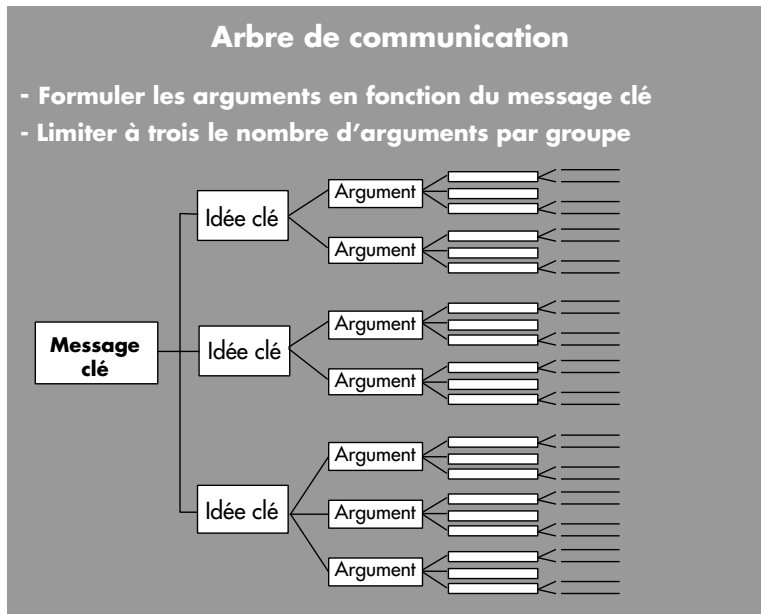 Arbre de communication
- Formuler les arguments en fonction du message clé
- Limiter à trois le nombre d'arguments par groupe
Argument
Idée clé
Argument
Argument
Message
clé
Idée clé
Argument
Argument
Idée clé
Argument
Argument